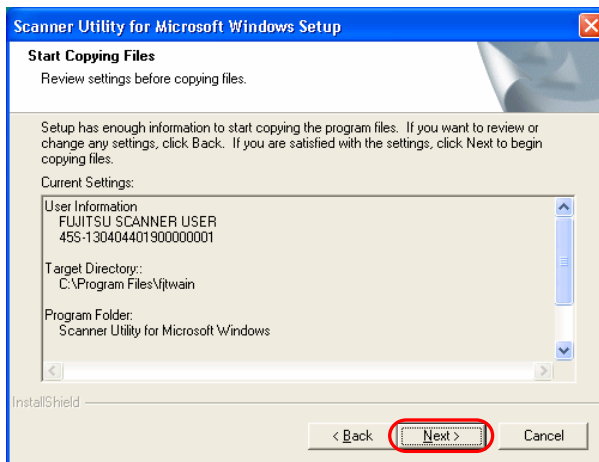 Scanner Utility for Microsoft Windows Setup
Start Copying Files
Review settings before copying files.
Setup has enough information to start copying the program files. If you want to review or
change any settings, click Back. If you are satisfied with the settings, click Next to begin
copying files.
Current Settings:
User Information
FUJITSU SCANNER USER
45S-130404401900000001
Target Directory::
C:\Program Files\fjtwain
Program Folder:
Scanner Utility for Microsoft Windows
InstallShield
< Back Next > Cancel